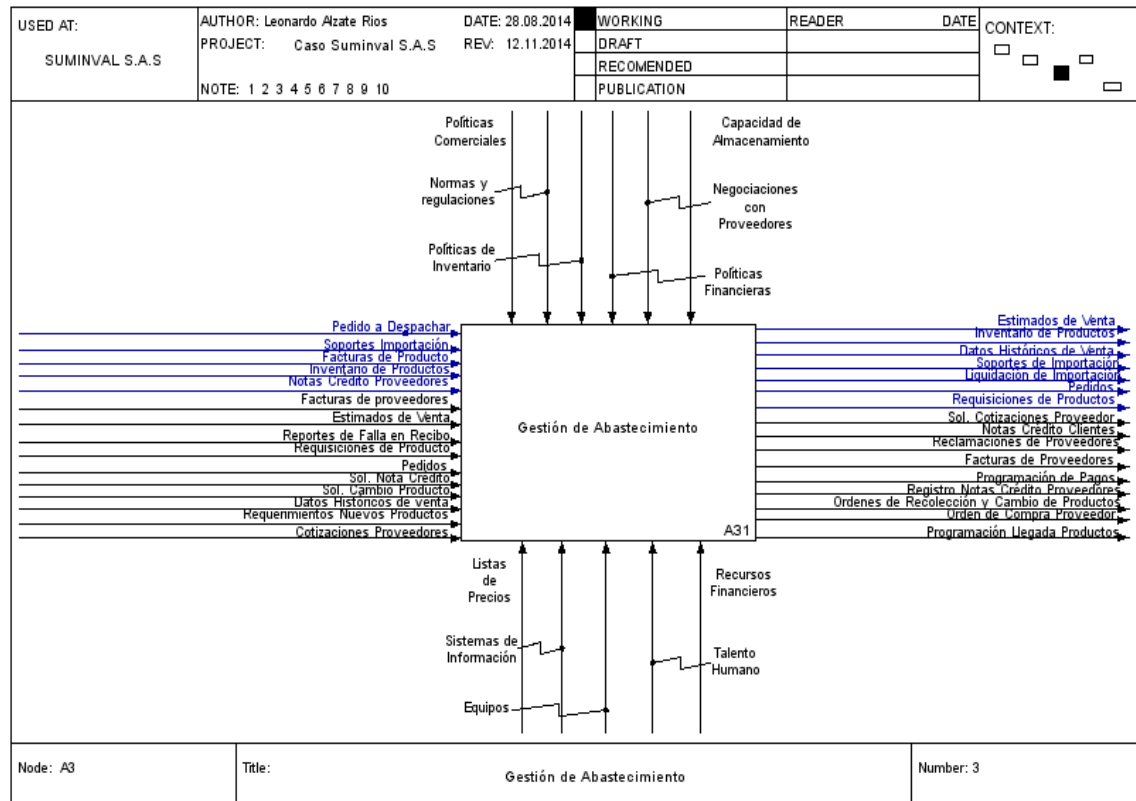 USED AT:
SUMINVAL S.A.S
AUTHOR: Leonardo Alzate Rios
DATE: 28.08.2014
PROJECT: Caso Suminval S.A.S
REV: 12.11.2014
NOTE: 1 2 3 4 5 6 7 8 9 10
WORKING
DRAFT
RECOMENDED
PUBLICATION
READER
DATE
CONTEXT:
Políticas
Comerciales
Capacidad de
Almacenamiento
Normas y
regulaciones
Negociaciones
con
Proveedores
Políticas de
Inventario
Políticas
Financieras
Pedido a Despachar
Soportes Importación
Facturas de Producto
Inventario de Productos
Notas Crédito Proveedores
Facturas de proveedores
Estimados de Venta
Reportes de Falla en Recibo
Requisiciones de Producto
Pedidos
Sol. Nota Crédito
Sol. Cambio Producto
Datos Históricos de venta
Requerimientos Nuevos Productos
Cotizaciones Proveedores
Gestión de Abastecimiento
A31
Estimados de Venta
Inventario de Productos
Datos Históricos de Venta
Soportes de Importación
Liquidación de Importación
Pedidos
Requisiciones de Productos
Sol. Cotizaciones Proveedor
Notas Crédito Clientes
Reclamaciones de Proveedores
Facturas de Proveedores
Programación de Pagos
Registro Notas Crédito Proveedores
Ordenes de Recolección y Cambio de Productos
Orden de Compra Proveedor
Programación Llegada Productos
Listas
de
Precios
Recursos
Financieros
Sistemas de
Información
Talento
Humano
Equipos
Node: A3
Title:
Gestión de Abastecimiento
Number: 3